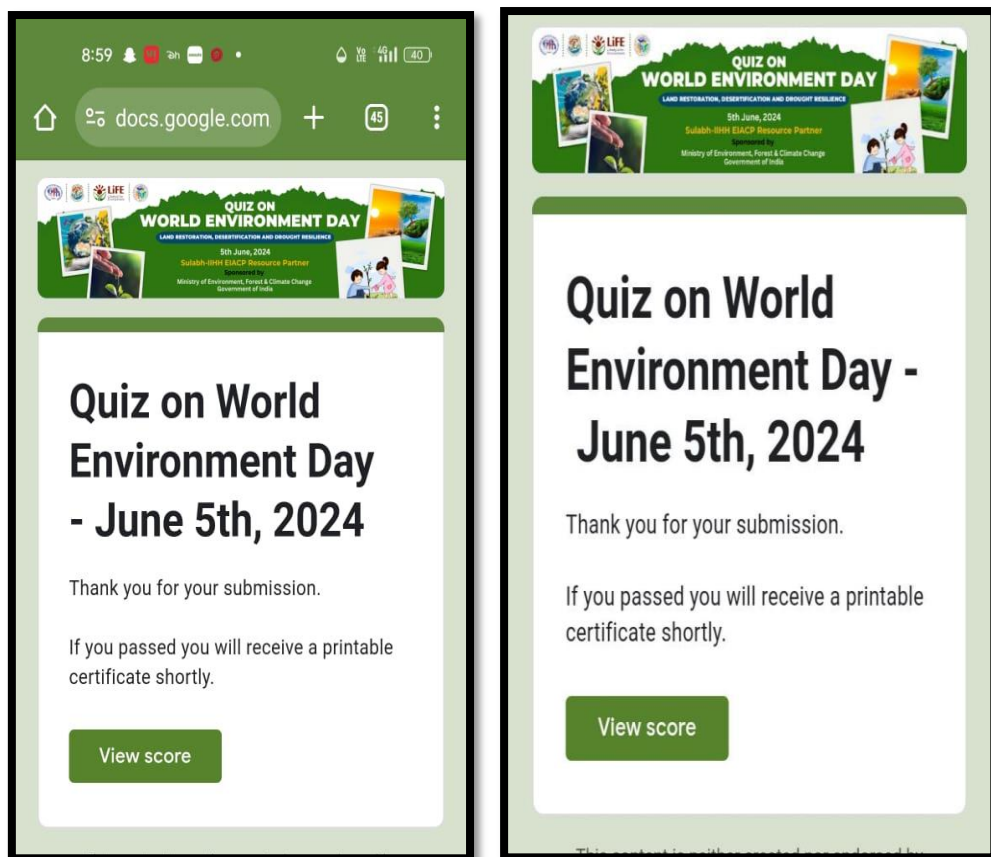 8:59
40
docs.google.com
45
LiFE
QUIZ ON
WORLD ENVIRONMENT DAY
LAND RESTORATION, DESERTIFICATION AND DROUGHT RESILIENCE
5th June, 2024
Sulabh-IIHH EIACP Resource Partner
Sponsored by
Ministry of Environment, Forest & Climate Change
Government of India
Quiz on World
Environment Day
- June 5th, 2024
Thank you for your submission.
If you passed you will receive a printable
certificate shortly.
View score
LiFE
QUIZ ON
WORLD ENVIRONMENT DAY
LAND RESTORATION, DESERTIFICATION AND DROUGHT RESILIENCE
5th June, 2024
Sulabh-IIHH EIACP Resource Partner
Sponsored by
Ministry of Environment, Forest & Climate Change
Government of India
Quiz on World
Environment Day -
June 5th, 2024
Thank you for your submission.
If you passed you will receive a printable
certificate shortly.
View score
This content is neither created nor endorsed by